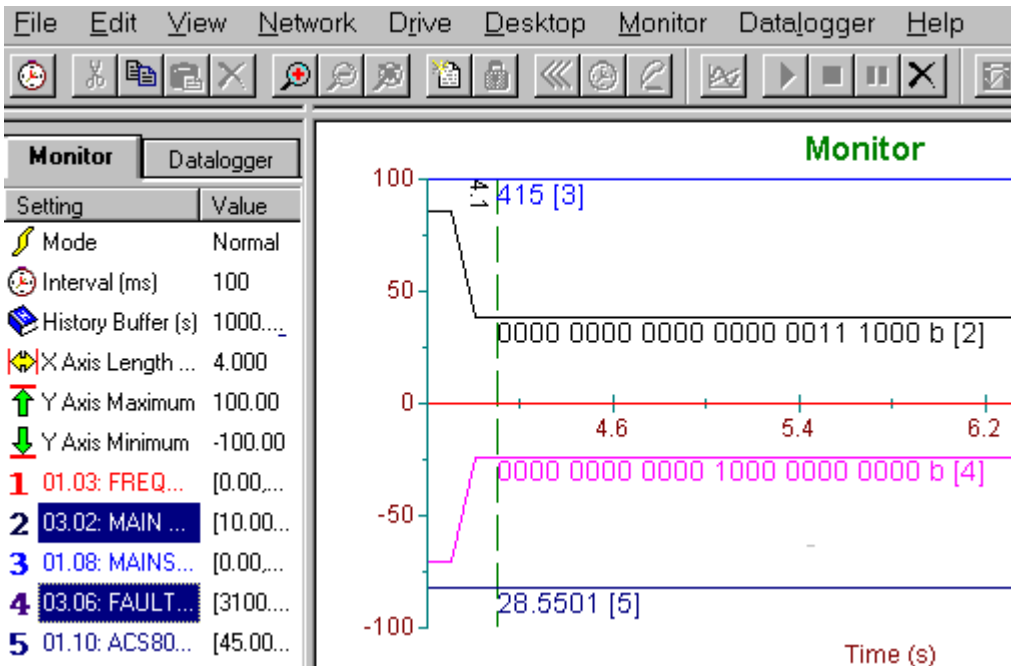 File Edit View Network Drive Desktop Monitor Datalogger Help
Monitor Datalogger
Setting Value
Mode Normal
Interval (ms) 100
History Buffer (s) 1000....
X Axis Length ... 4.000
Y Axis Maximum 100.00
Y Axis Minimum -100.00
1 01.03: FREQ... [0.00,...
2 03.02: MAIN ... [10.00...
3 01.08: MAINS... [0.00,...
4 03.06: FAULT... [3100....
5 01.10: ACS80... [45.00...
Monitor
100
4.1
415 [3]
50
0000 0000 0000 0000 0011 1000 b [2]
0
4.6 5.4 6.2
0000 0000 0000 1000 0000 0000 b [4]
-50
28.5501 [5]
-100
Time (s)